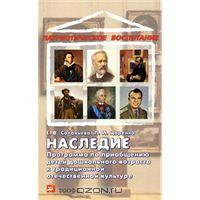 ПАТРИОТИЧЕСКОЕ ВОСПИТАНИЕ
Е. В. Соловьева, Л. И. Царенко
НАСЛЕДИЕ
Программа по приобщению
детей дошкольного возраста
к традиционной
отечественной культуре
OZON.ru